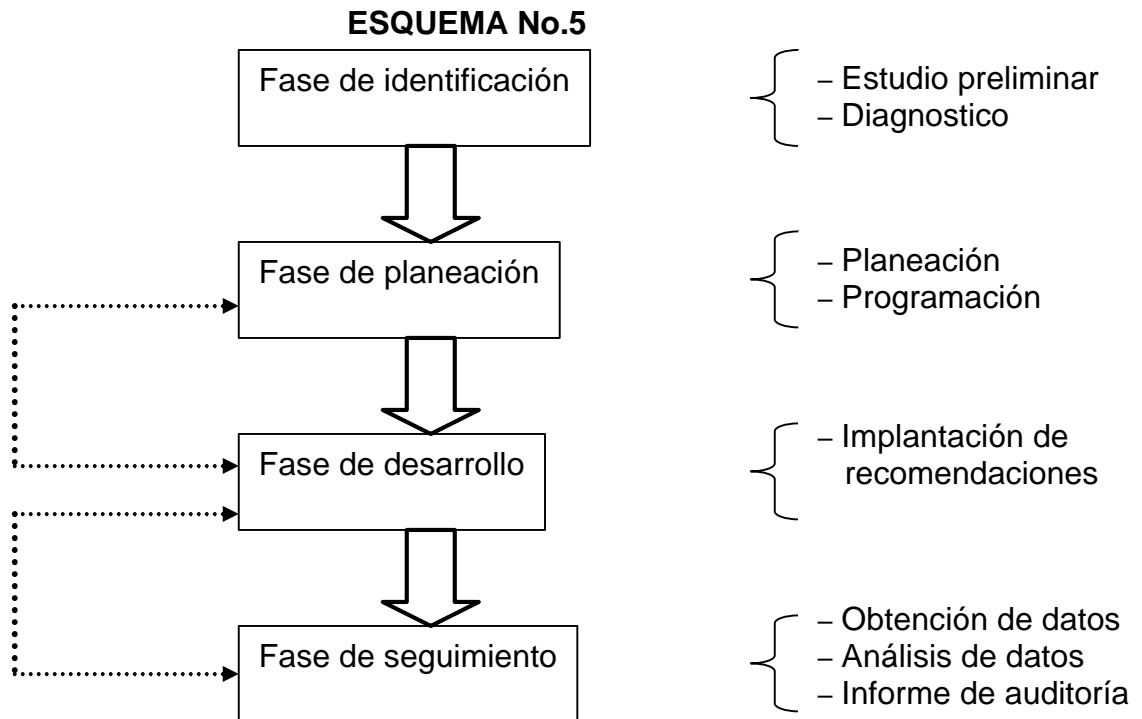 ESQUEMA No.5
Fase de identificación
– Estudio preliminar
– Diagnostico
Fase de planeación
– Planeación
– Programación
Fase de desarrollo
– Implantación de
recomendaciones
Fase de seguimiento
– Obtención de datos
– Análisis de datos
– Informe de auditoría